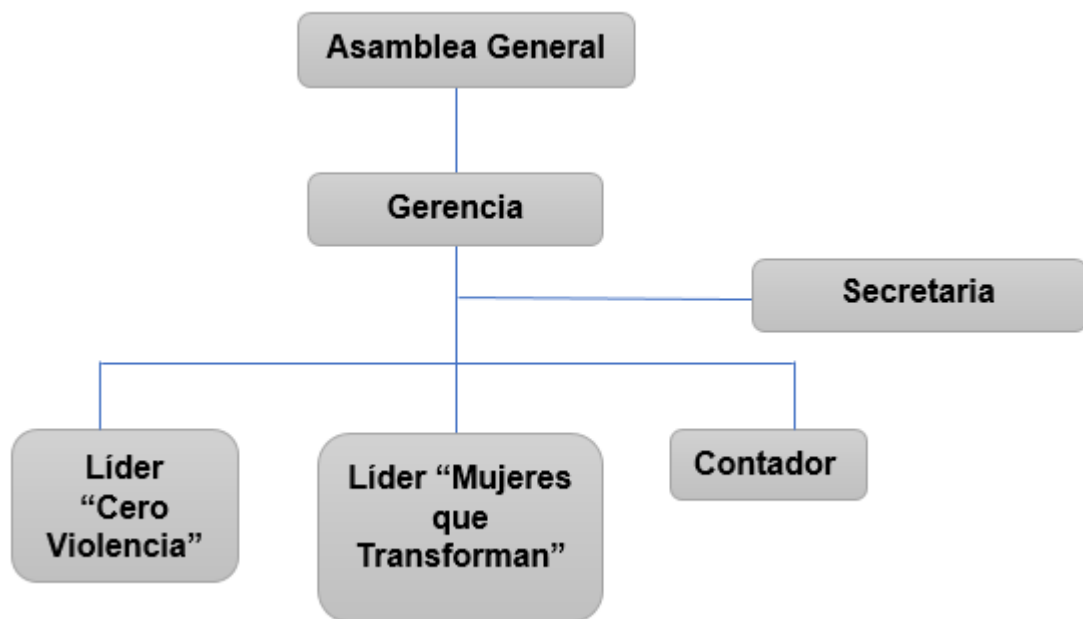 Asamblea General
Gerencia
Secretaria
Líder
“Cero
Violencia”
Líder “Mujeres
que
Transforman”
Contador